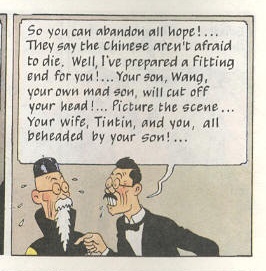 So you can abandon all hope!...
They say the Chinese aren't afraid
to die. Well, I've prepared a fitting
end for you!... Your son, Wang,
your own mad son, will cut off
your head!... Picture the scene...
Your wife, Tintin, and you, all
beheaded by your son!...